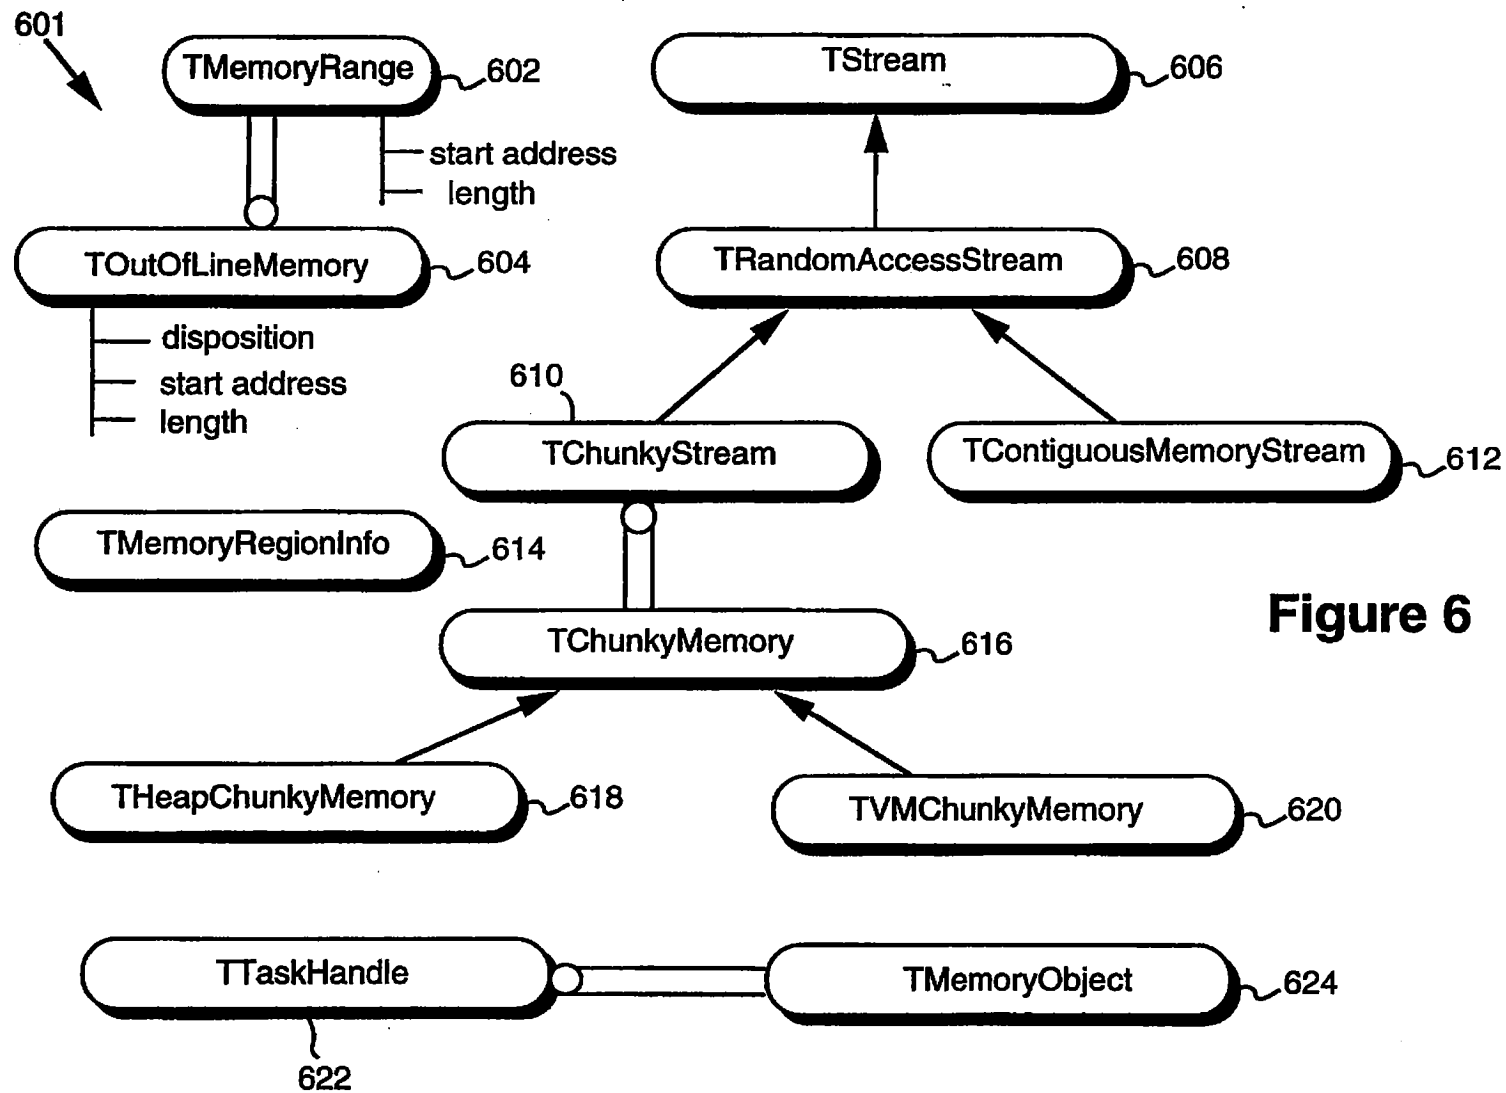 601
TMemoryRange
602
TStream
606
start address
length
TOutOfLineMemory
604
TRandomAccessStream
608
disposition
start address
length
610
TChunkyStream
TContiguousMemoryStream
612
TMemoryRegionInfo
614
Figure 6
TChunkyMemory
616
THeapChunkyMemory
618
TVMChunkyMemory
620
TTaskHandle
TMemoryObject
624
622